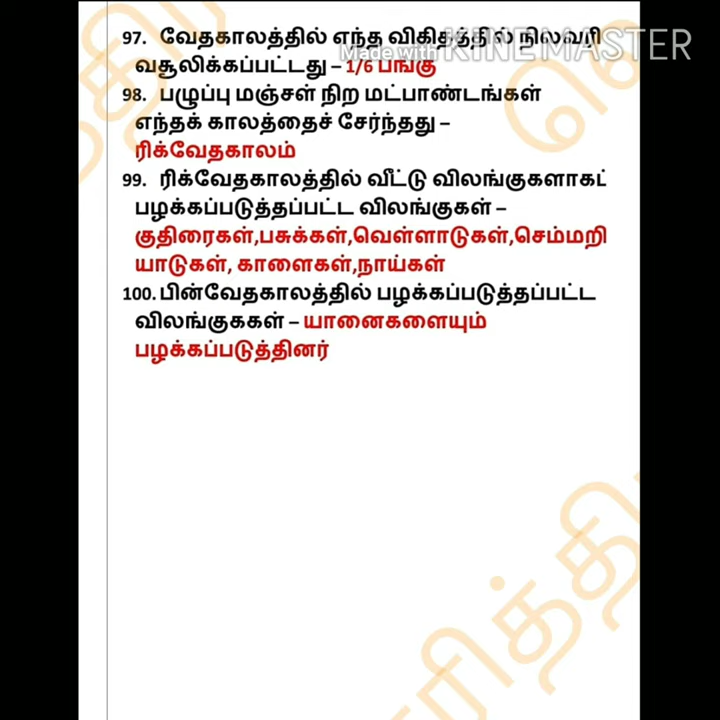 97. வேதகாலத்தில் எந்த விகிதத்தில் நிலவரி
Made with KINEMASTER
வசூலிக்கப்பட்டது – 1/6 பங்கு
98. பழுப்பு மஞ்சள் நிற மட்பாண்டங்கள்
எந்தக் காலத்தைச் சேர்ந்தது –
ரிக்வேதகாலம்
99. ரிக்வேதகாலத்தில் வீட்டு விலங்குகளாகப்
பழக்கப்படுத்தப்பட்ட விலங்குகள் –
குதிரைகள்,பசுக்கள்,வெள்ளாடுகள்,செம்மறி
யாடுகள், காளைகள்,நாய்கள்
100. பின்வேதகாலத்தில் பழக்கப்படுத்தப்பட்ட
விலங்குககள் – யானைகளையும்
பழக்கப்படுத்தினர்